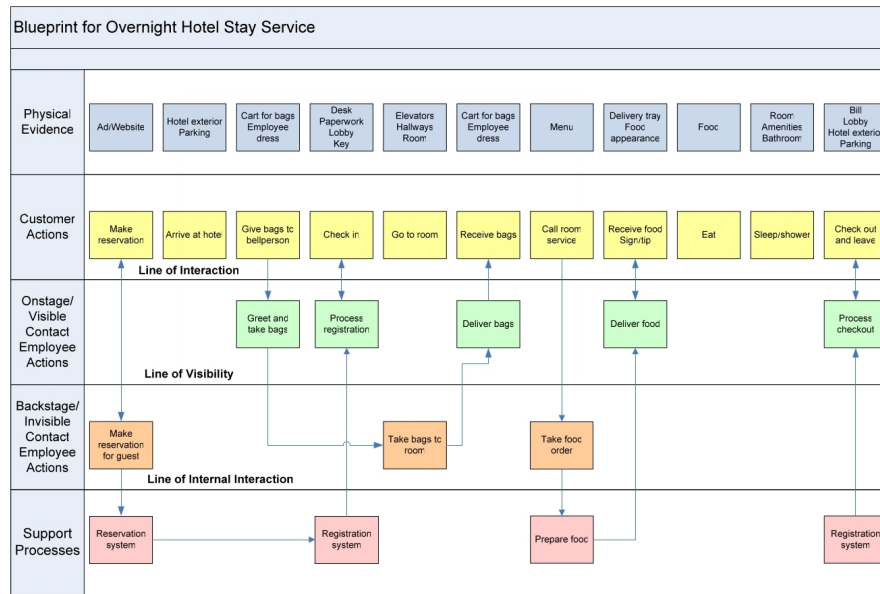 Blueprint for Overnight Hotel Stay Service
Physical
Evidence
Ad/Website
Hotel exterior
Parking
Cart for bags
Employee
dress
Desk
Paperwork
Lobby
Key
Elevators
Hallways
Room
Cart for bags
Employee
dress
Menu
Delivery tray
Food
appearance
Food
Room
Amenities
Bathroom
Bill
Lobby
Hotel exterior
Parking
Customer
Actions
Make
reservation
Arrive at hotel
Give bags to
bellperson
Check in
Go to room
Receive bags
Call room
service
Receive food
Sign/tip
Eat
Sleep/shower
Check out
and leave
Line of Interaction
Onstage/
Visible
Contact
Employee
Actions
Greet and
take bags
Process
registration
Deliver bags
Deliver food
Process
checkout
Line of Visibility
Backstage/
Invisible
Contact
Employee
Actions
Make
reservation
for guest
Take bags to
room
Take food
order
Line of Internal Interaction
Support
Processes
Reservation
system
Registration
system
Prepare food
Registration
system